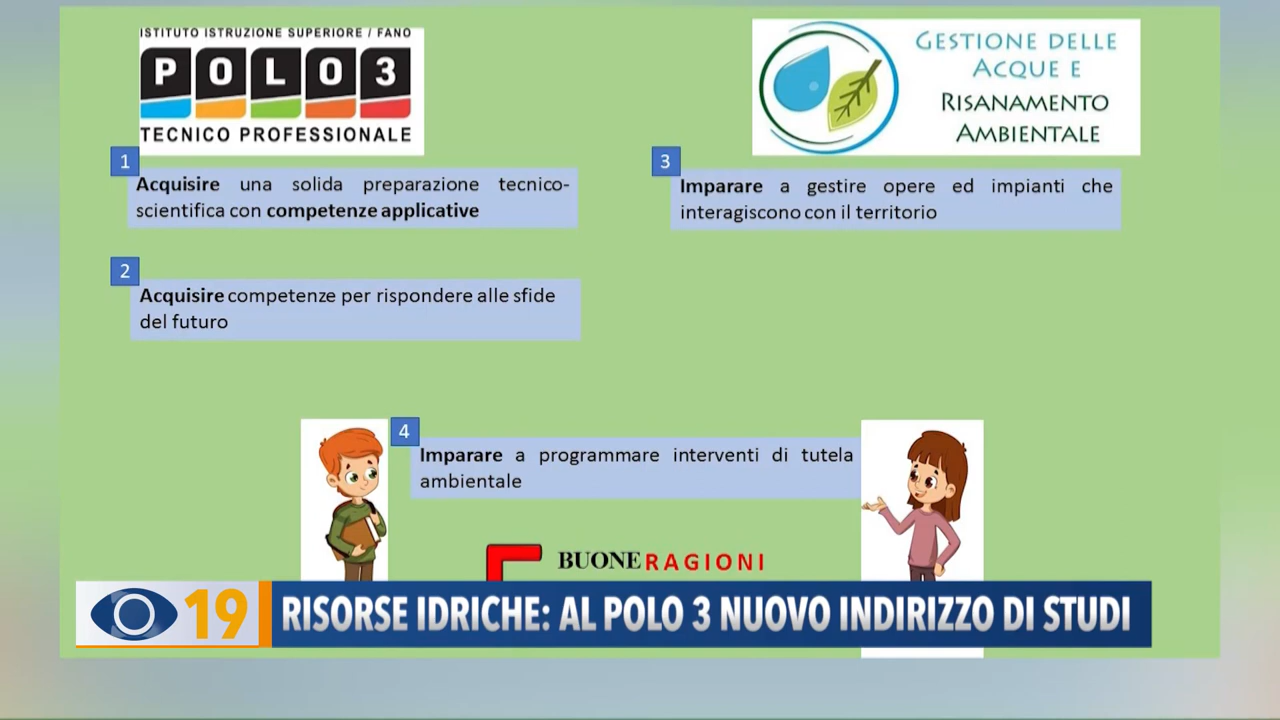 ISTITUTO ISTRUZIONE SUPERIORE / FANO
POLO3
TECNICO PROFESSIONALE
GESTIONE DELLE
ACQUE E
RISANAMENTO
AMBIENTALE
1
Acquisire una solida preparazione tecnico-
scientifica con competenze applicative
2
Acquisire competenze per rispondere alle sfide
del futuro
3
Imparare a gestire opere ed impianti che
interagiscono con il territorio
4
Imparare a programmare interventi di tutela
ambientale
BUONE RAGIONI
19
RISORSE IDRICHE: AL POLO 3 NUOVO INDIRIZZO DI STUDI